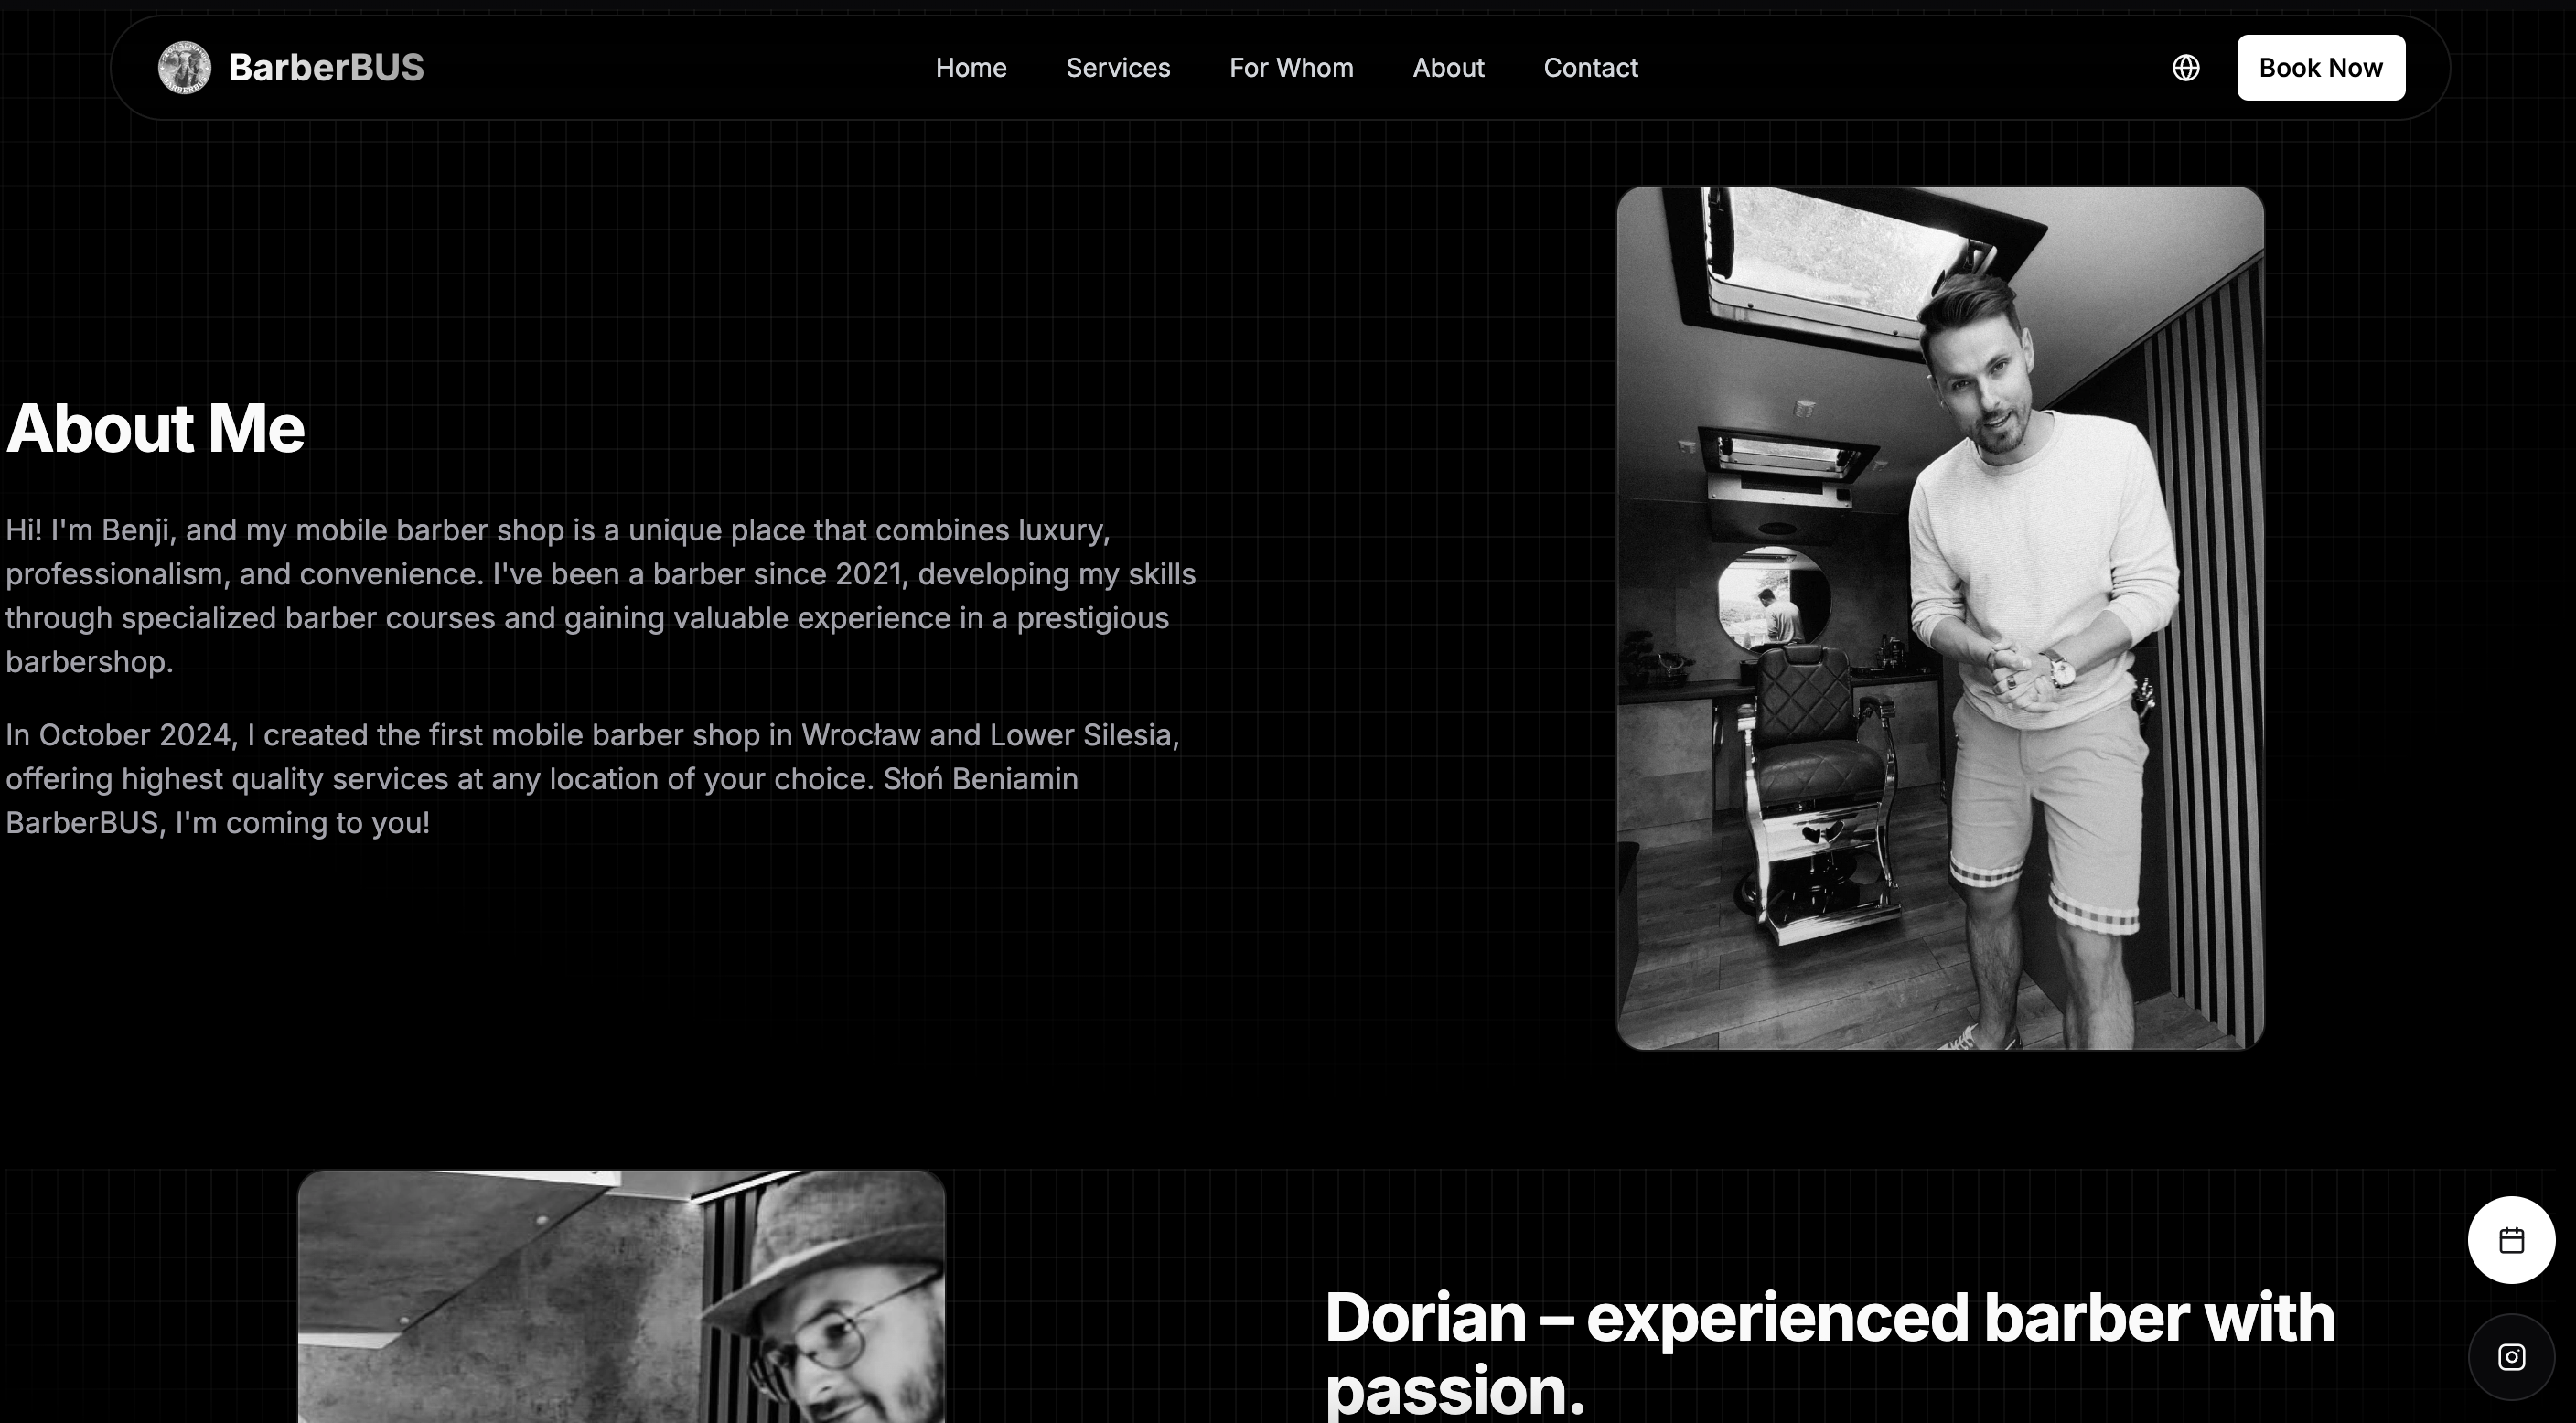 BarberBUS
Home
Services
For Whom
About
Contact
Book Now
About Me
Hi! I'm Benji, and my mobile barber shop is a unique place that combines luxury,
professionalism, and convenience. I've been a barber since 2021, developing my skills
through specialized barber courses and gaining valuable experience in a prestigious
barbershop.
In October 2024, I created the first mobile barber shop in Wrocław and Lower Silesia,
offering highest quality services at any location of your choice. Słoń Beniamin
BarberBUS, I'm coming to you!
Dorian – experienced barber with
passion.